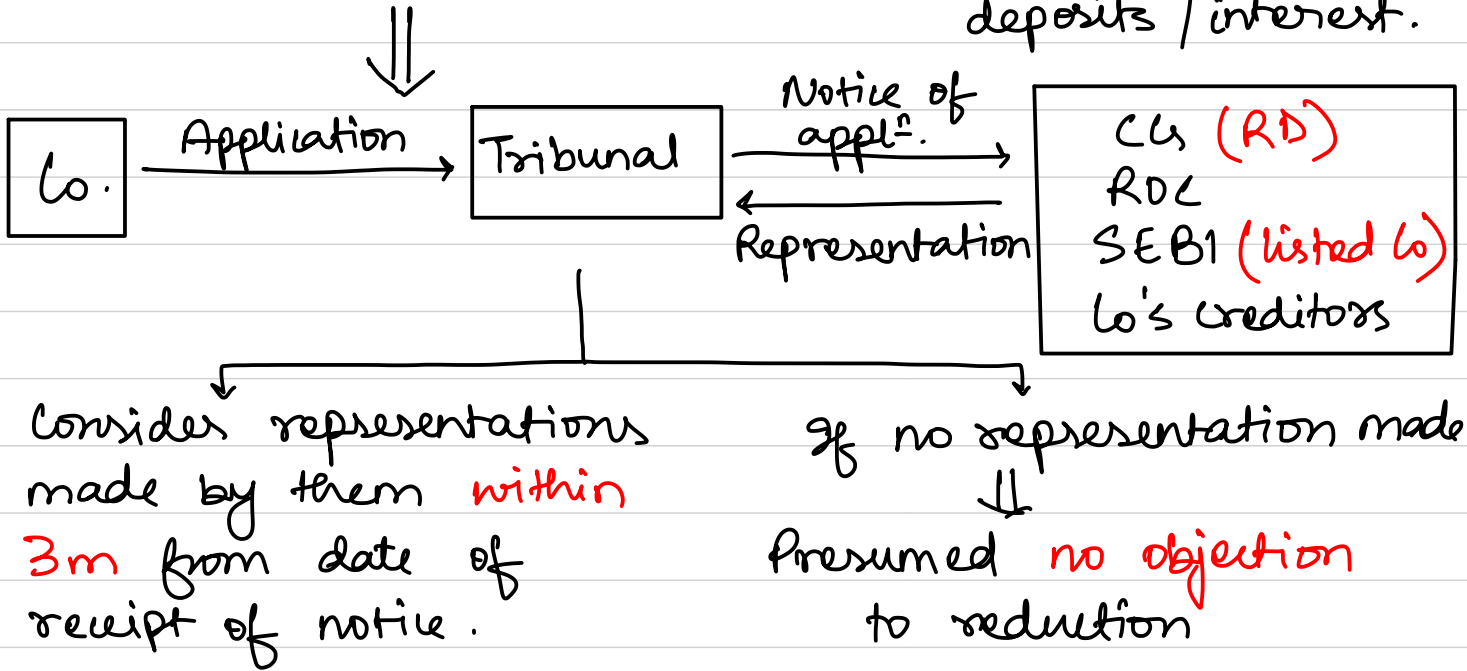 deposits / interest.
Notice of
appln.
Application
Co.
Tribunal
CG (RD)
ROC
SEBI (listed Co)
Representation
Co's creditors
Considers representations
made by them within
3m from date of
receipt of notice.
If no representation made
Presumed no objection
to reduction